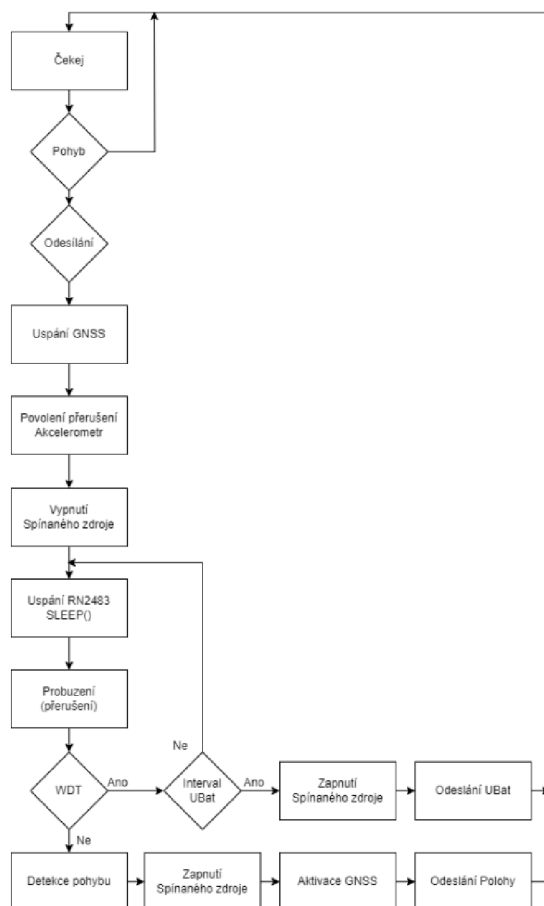 Čekej
Pohyb
Odesílání
Uspání GNSS
Povolení přerušení
Akcelerometr
Vypnutí
Spínaného zdroje
Uspání RN2483
SLEEP()
Probuzení
(přerušení)
Ne
WDT
Ano
Interval
UBat
Ano
Zapnutí
Spínaného zdroje
Odeslání UBat
Ne
Detekce pohybu
Zapnutí
Spínaného zdroje
Aktivace GNSS
Odeslání Polohy